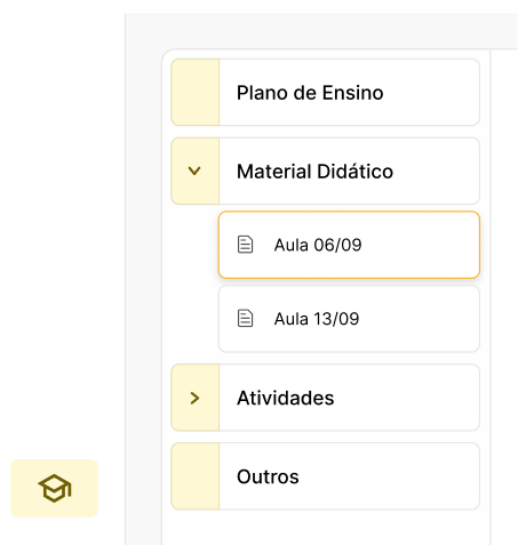 Plano de Ensino
Material Didático
Aula 06/09
Aula 13/09
Atividades
Outros